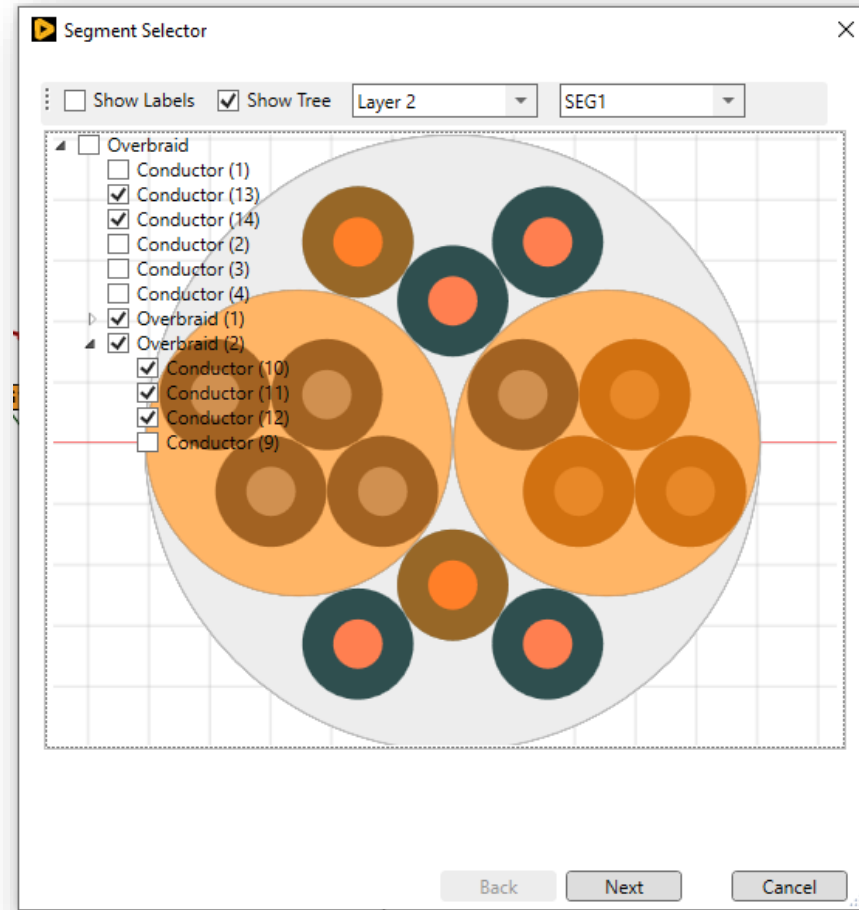 Segment Selector
Show Labels Show Tree Layer 2 SEG1
Overbraid
Conductor (1)
Conductor (13)
Conductor (14)
Conductor (2)
Conductor (3)
Conductor (4)
Overbraid (1)
Overbraid (2)
Conductor (10)
Conductor (11)
Conductor (12)
Conductor (9)
Back Next Cancel